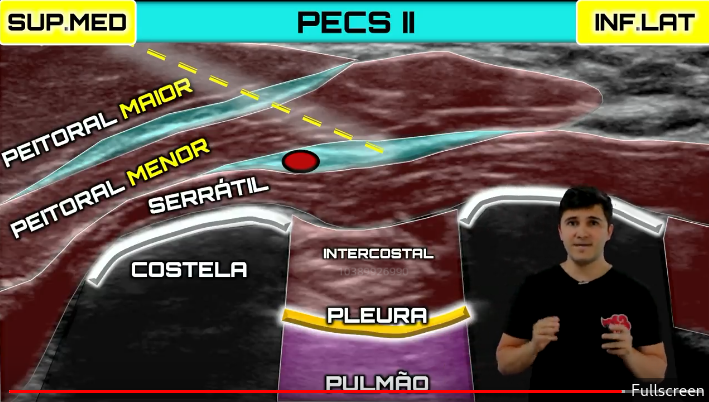 SUP.MED
PECS II
INF.LAT
PEITORAL MAIOR
PEITORAL MENOR
SERRÁTIL
INTERCOSTAL
COSTELA
PLEURA
PULMÃO
Fullscreen